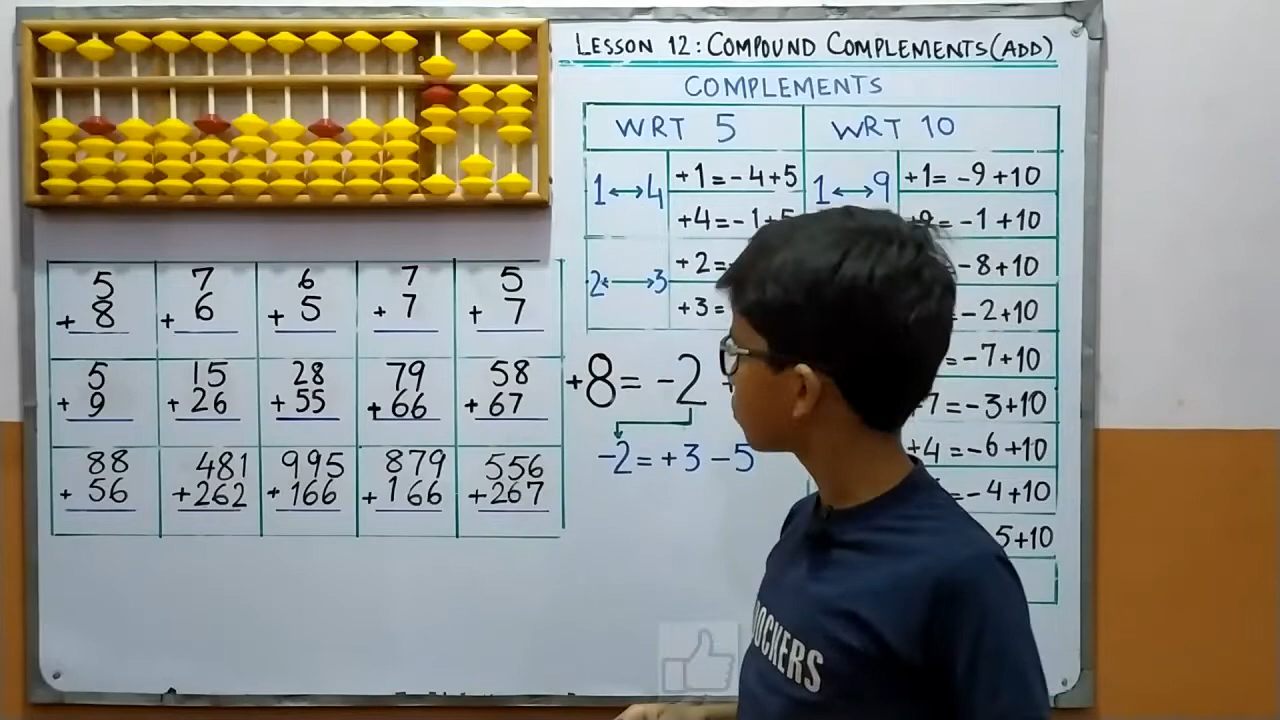 LESSON 12: COMPOUND COMPLEMENTS(ADD)
COMPLEMENTS
WRT 5
WRT 10
1↔4
+1=-4+5
+4=-1+5
2↔3
+2=
+3=
1↔9
+1=-9+10
+9=-1+10
-8+10
-2+10
=-7+10
+7=-3+10
+4=-6+10
=-4+10
5+10
+8=-2
-2=+3-5
5 7 6 7 5
+8 +6 +5 +7 +7
5 15 28 79 58
+9 +26 +55 +66 +67
88 481 995 879 556
+56 +262 +166 +166 +267
OCKERS